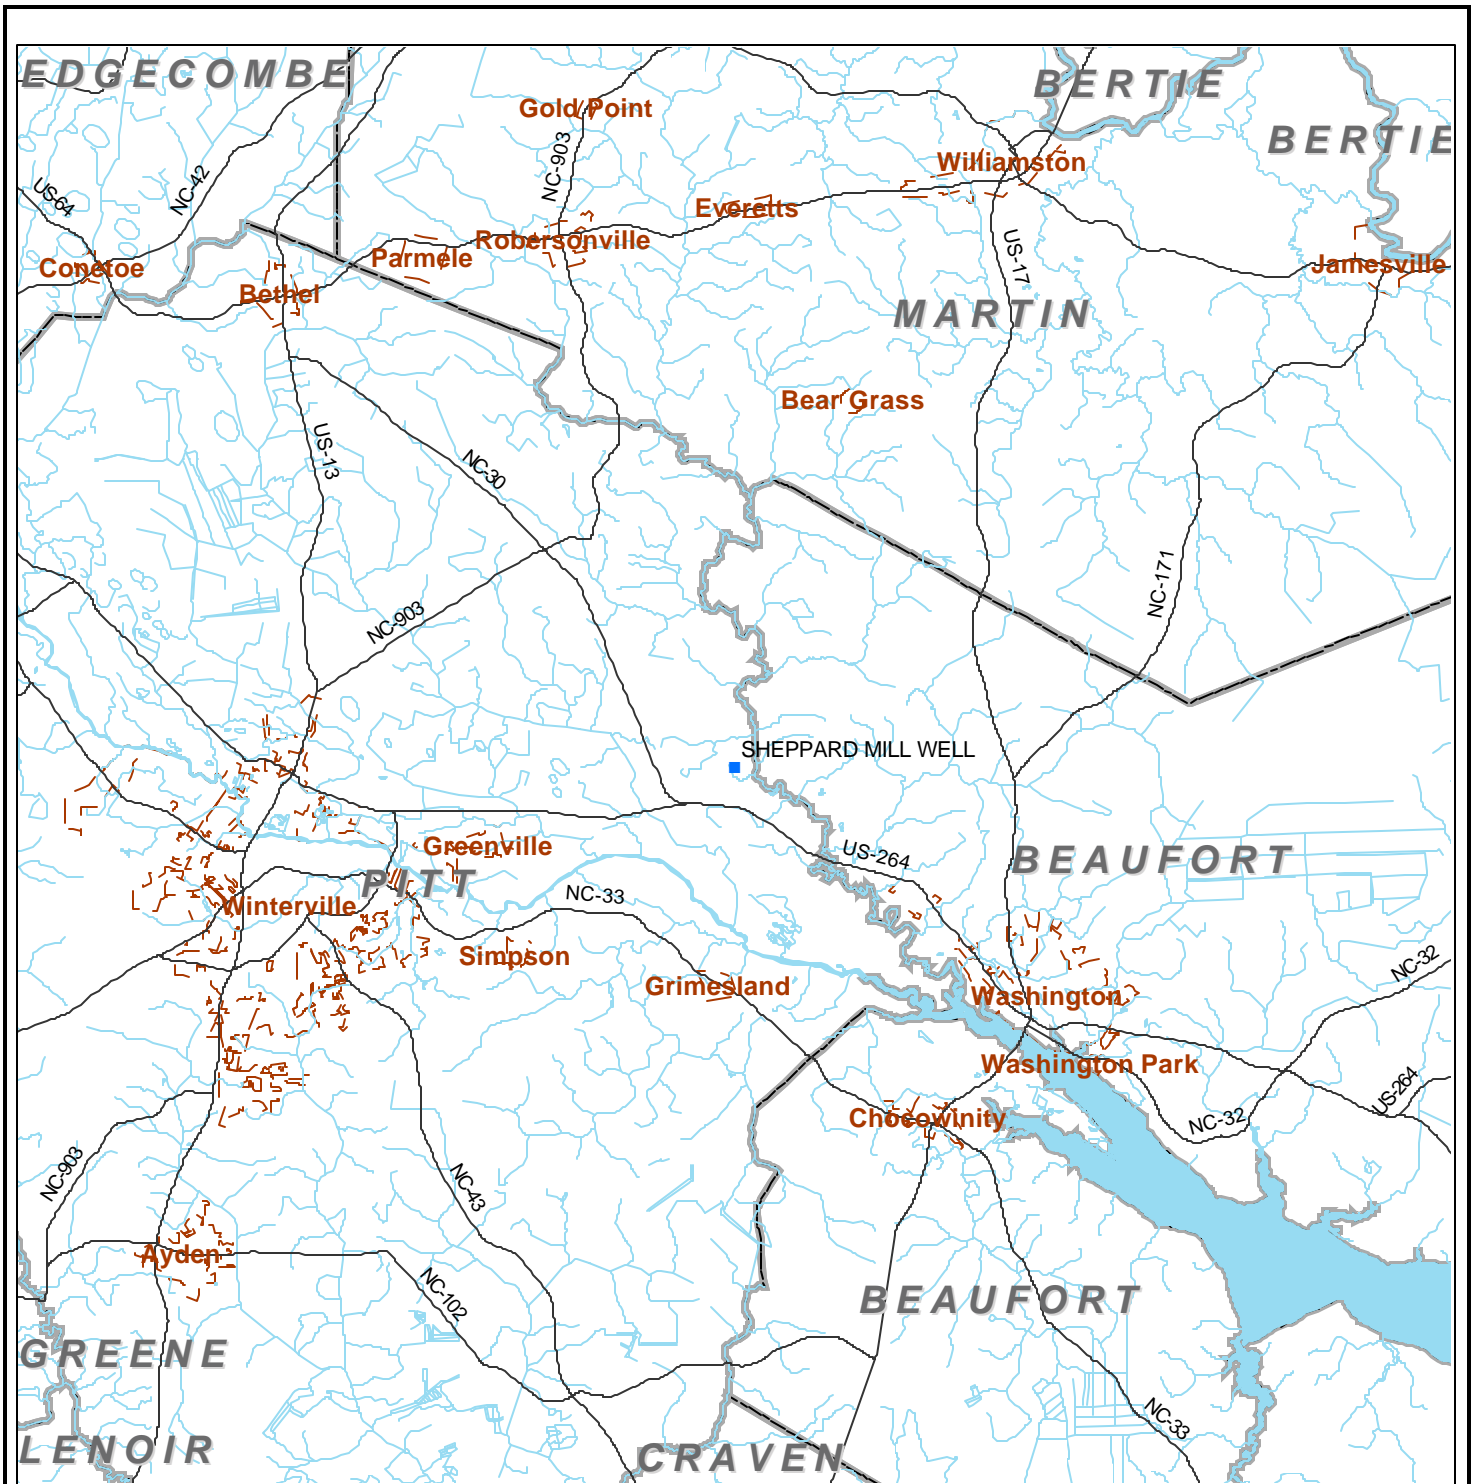 EDGECOMBE
BERTIE
Gold Point
BERTIE
NC-903
Williamston
US-64
NC-42
Everetts
Robersonville
Parmele
Conetoe
US-17
Jamesville
Bethel
MARTIN
Bear Grass
US-13
NC-30
NC-171
NC-903
SHEPPARD MILL WELL
Greenville
US-264
BEAUFORT
PITT
NC-33
Winterville
Simpson
NC-32
Grimesland
Washington
Washington Park
US-264
Chocowinity
NC-32
NC-903
NC-43
Ayden
NC-102
BEAUFORT
GREENE
NC-33
LENOIR
CRAVEN